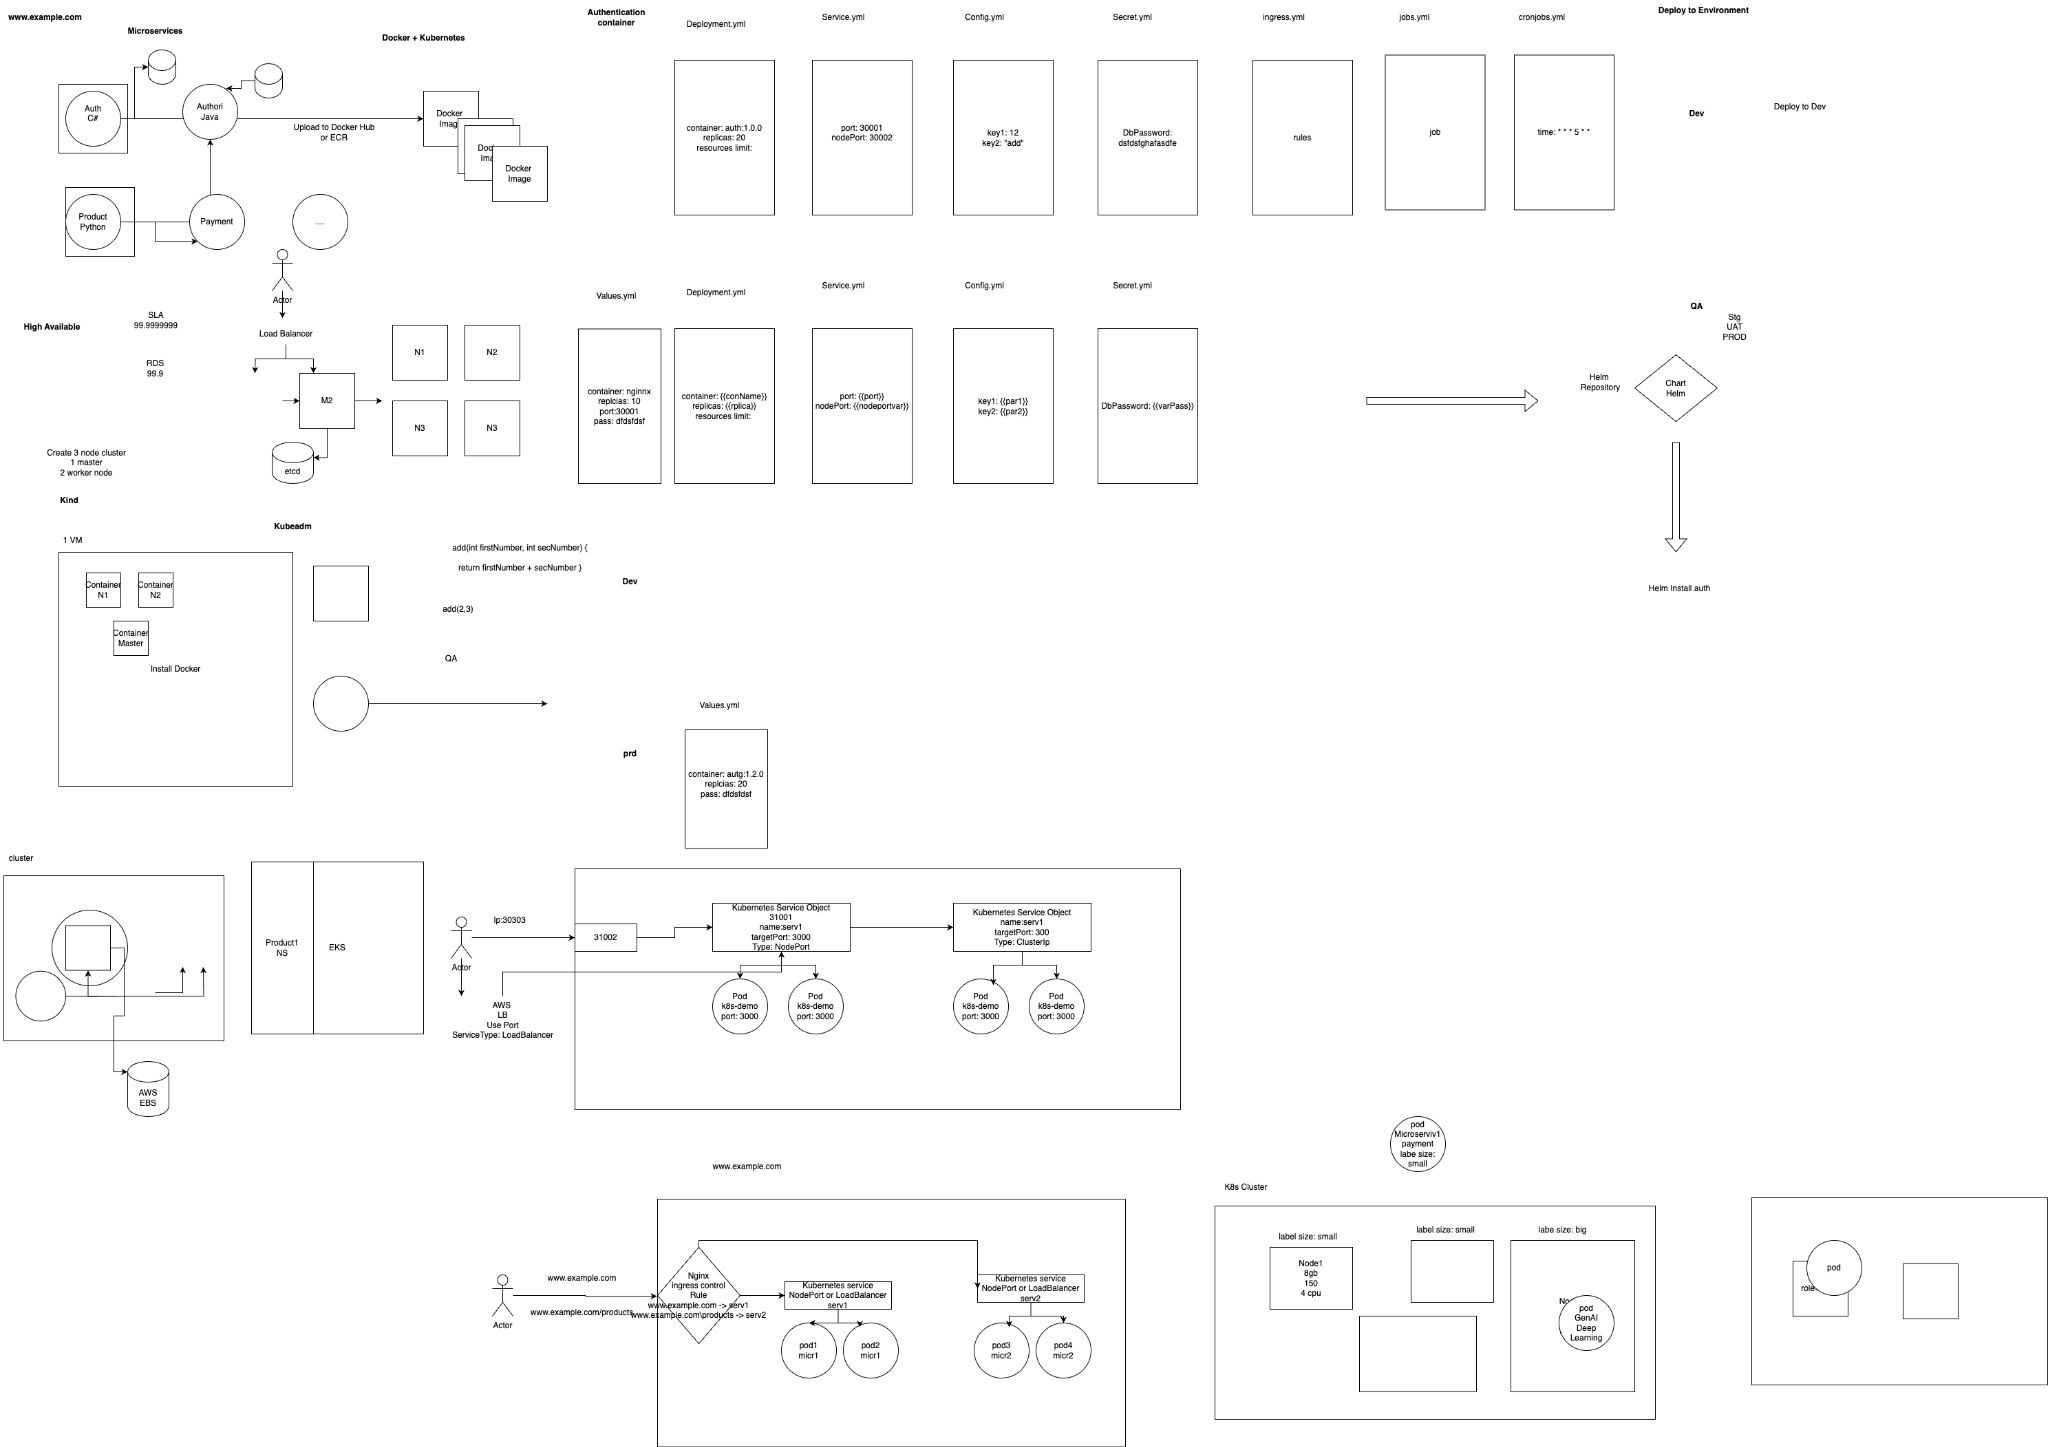 www.example.com
Microservices
Docker + Kubernetes
Authentication
container
Deployment.yml
Service.yml
Config.yml
Secret.yml
ingress.yml
jobs.yml
cronjobs.yml
Deploy to Environment
Auth
C#
Authori
Java
Upload to Docker Hub
or ECR
Docker
Imag
Doc
Ima
Docker
Image
container: auth:1.0.0
replicas: 20
resources limit:
port: 30001
nodePort: 30002
key1: 12
key2: "add"
DbPassword:
dsfdsfghafasdfe
rules
job
time: * * * 5 * *
Dev
Deploy to Dev
Product
Python
Payment
....
Actor
High Available
SLA
99.9999999
RDS
99.9
Load Balancer
M2
N1
N2
N3
N3
etcd
Create 3 node cluster
1 master
2 worker node
Values.yml
Deployment.yml
Service.yml
Config.yml
Secret.yml
container: nginnx
replcias: 10
port:30001
pass: dfdsfdsf
container: {{conName}}
replicas: {{rplica}}
resources limit:
port: {{port}}
nodePort: {{nodeportvar}}
key1: {{par1}}
key2: {{par2}}
DbPassword: {{varPass}}
QA
Stg
UAT
PROD
Helm
Repository
Chart
Helm
Helm Install auth
Kind
1 VM
Container
N1
Container
N2
Container
Master
Install Docker
Kubeadm
add(int firstNumber, int secNumber) {
return firstNumber + secNumber }
add(2,3)
Dev
QA
prd
Values.yml
container: autg:1.2.0
replcias: 20
pass: dfdsfdsf
cluster
AWS
EBS
Product1
NS
EKS
Ip:30303
Actor
31002
Kubernetes Service Object
31001
name:serv1
targetPort: 3000
Type: NodePort
Kubernetes Service Object
name:serv1
targetPort: 300
Type: ClusterIp
Pod
k8s-demo
port: 3000
Pod
k8s-demo
port: 3000
Pod
k8s-demo
port: 3000
Pod
k8s-demo
port: 3000
AWS
LB
Use Port
ServiceType: LoadBalancer
www.example.com
Actor
www.example.com
www.example.com/products
Nginx
ingress control
Rule
www.example.com -> serv1
www.example.com\products -> serv2
Kubernetes service
NodePort or LoadBalancer
serv1
Kubernetes service
NodePort or LoadBalancer
serv2
pod1
micr1
pod2
micr1
pod3
micr2
pod4
micr2
pod
Microserviv1
payment
labe size:
small
K8s Cluster
label size: small
Node1
8gb
150
4 cpu
label size: small
labe size: big
No
pod
GenAI
Deep
Learning
pod
role